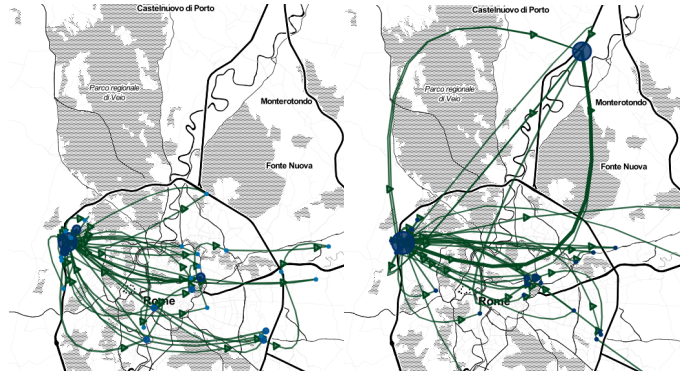 Castelnuovo di Porto
Parco regionale
di Veio
Monterotondo
Fonte Nuova
Rome
Castelnuovo di Porto
Parco regionale
di Veio
Monterotondo
Fonte Nuova
Rome